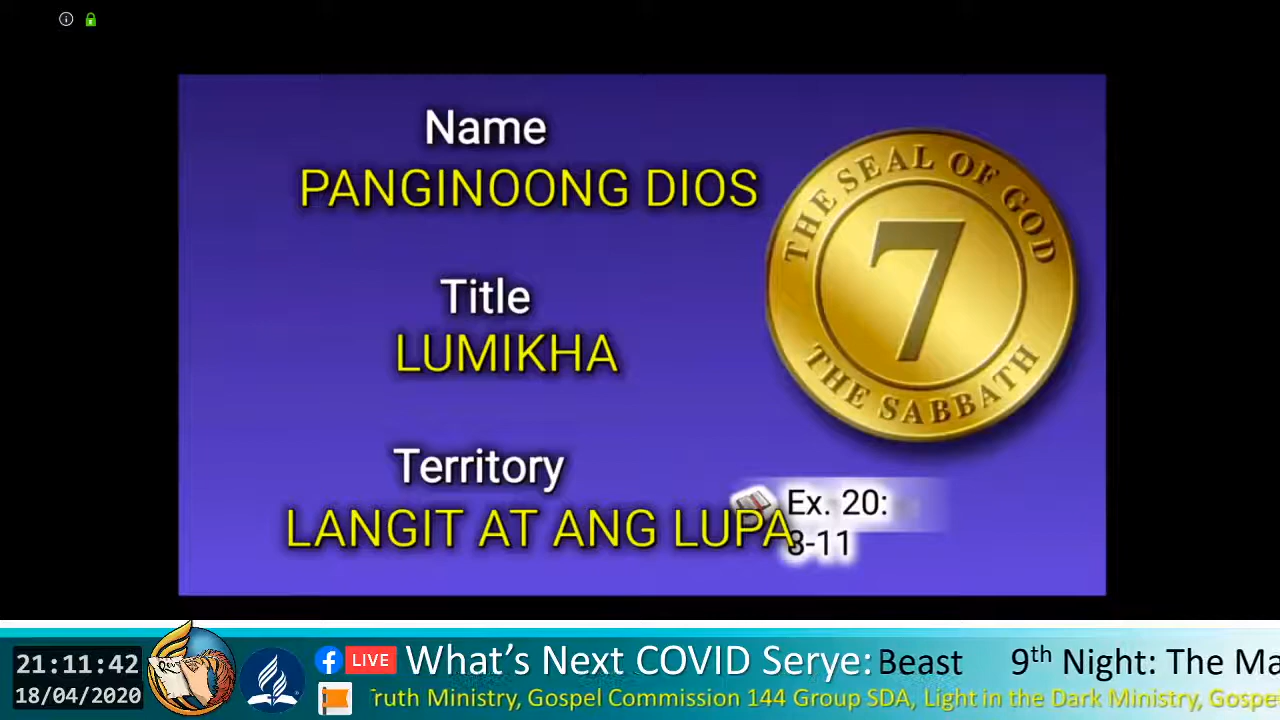 Name
PANGINOONG DIOS
Title
LUMIKHA
Territory
LANGIT AT ANG LUPA
THE SEAL OF GOD
7
THE SABBATH
Ex. 20:
8-11
21:11:42
18/04/2020
LIVE
What's Next COVID Serye: Beast 9th Night: The Ma
Truth Ministry, Gospel Commission 144 Group SDA, Light in the Dark Ministry, Gospe